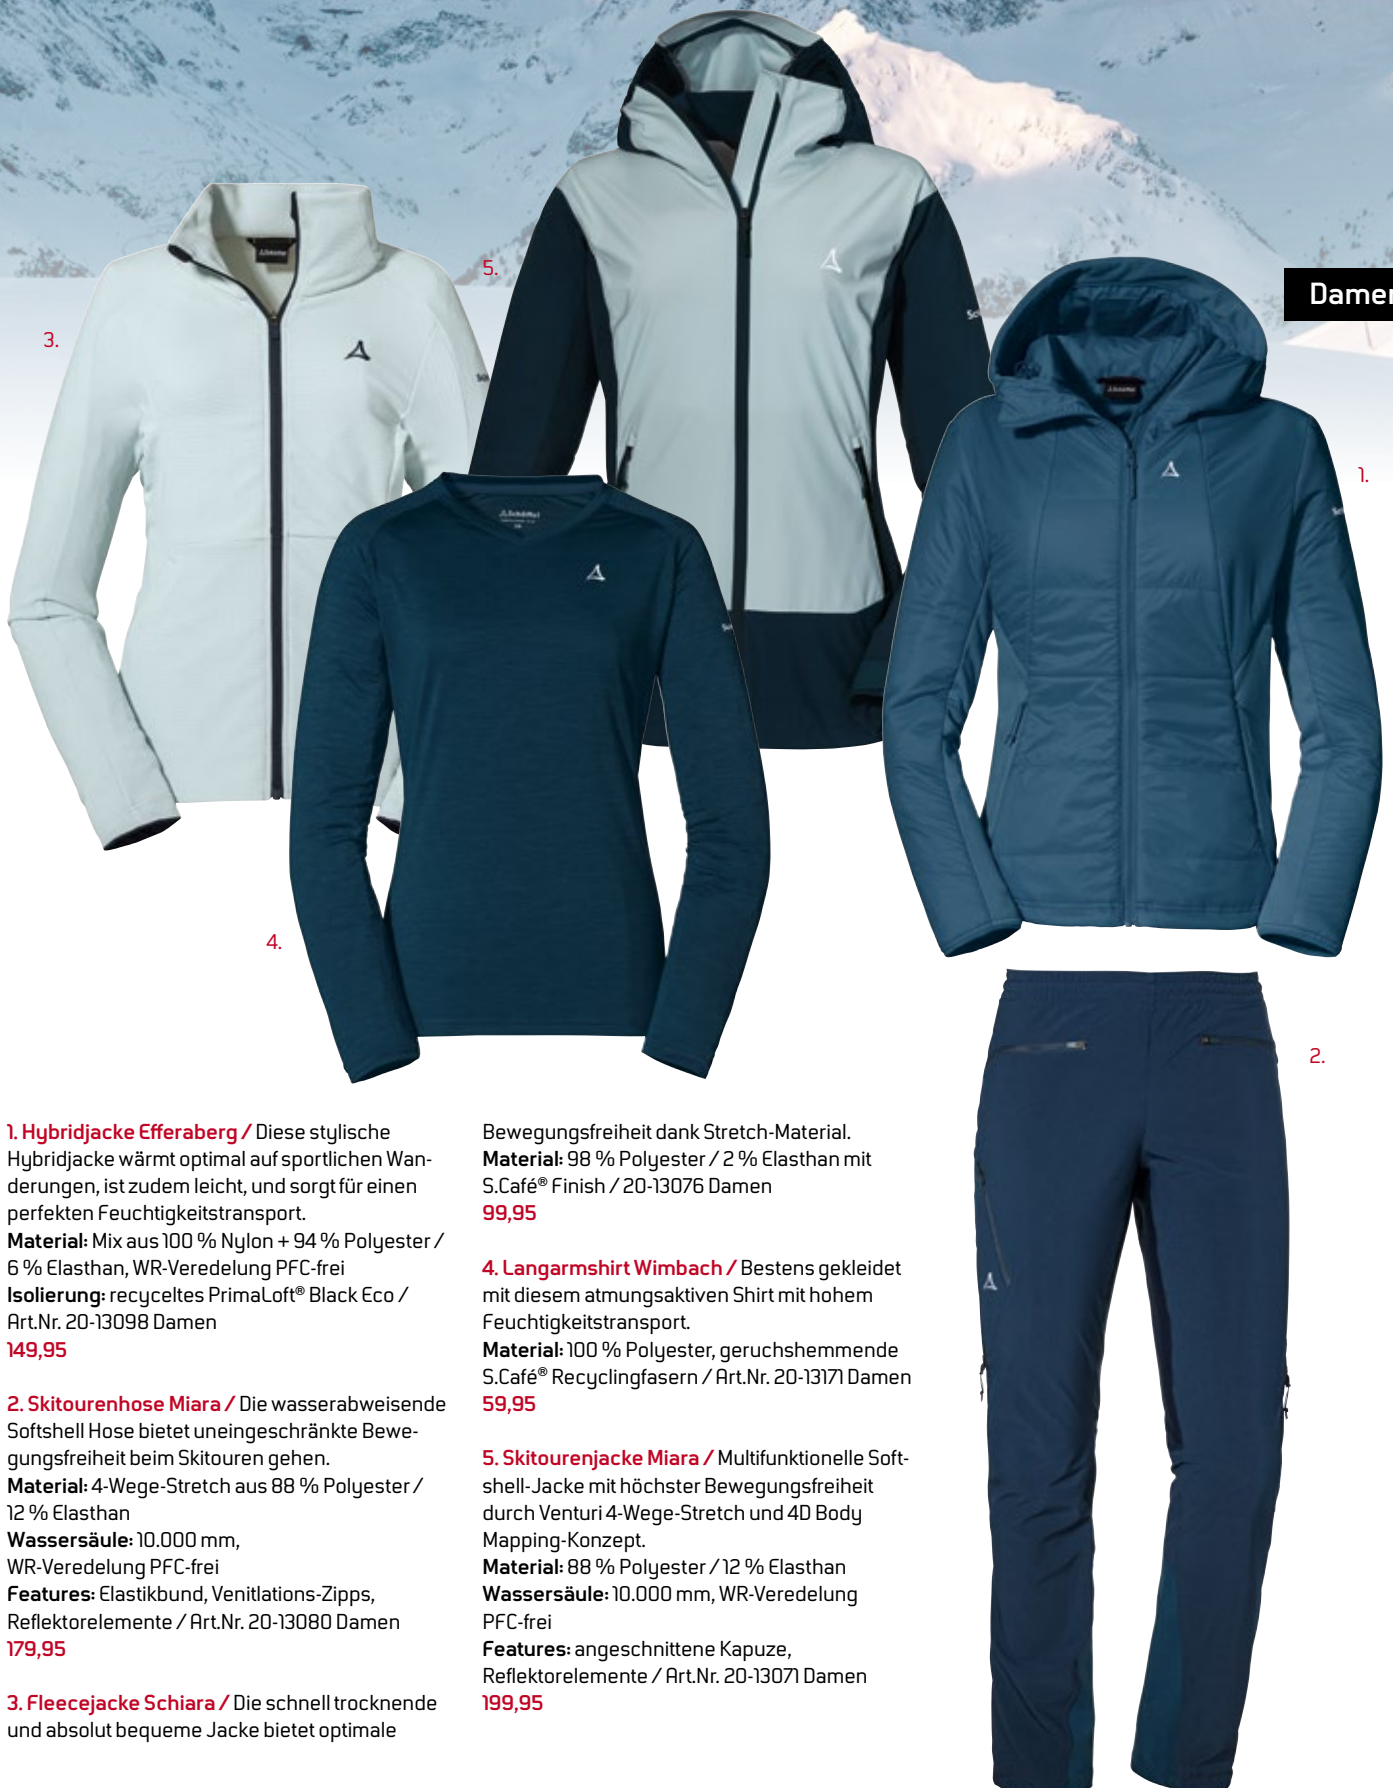 3.
5.
Damen
1.
Schöffel
4.
2.
1. Hybridjacke Efferaberg / Diese stylische
Hybridjacke wärmt optimal auf sportlichen Wan-
derungen, ist zudem leicht, und sorgt für einen
perfekten Feuchtigkeitstransport.
Material: Mix aus 100 % Nylon + 94 % Polyester /
6 % Elasthan, WR-Veredelung PFC-frei
Isolierung: recyceltes PrimaLoft® Black Eco /
Art.Nr. 20-13098 Damen
149,95
2. Skitourenhose Miara / Die wasserabweisende
Softshell Hose bietet uneingeschränkte Bewe-
gungsfreiheit beim Skitouren gehen.
Material: 4-Wege-Stretch aus 88 % Polyester /
12 % Elasthan
Wassersäule: 10.000 mm,
WR-Veredelung PFC-frei
Features: Elastikbund, Venitlations-Zipps,
Reflektorelemente / Art.Nr. 20-13080 Damen
179,95
3. Fleecejacke Schiara / Die schnell trocknende
und absolut bequeme Jacke bietet optimale
Bewegungsfreiheit dank Stretch-Material.
Material: 98 % Polyester / 2 % Elasthan mit
S.Café® Finish / 20-13076 Damen
99,95
4. Langarmshirt Wimbach / Bestens gekleidet
mit diesem atmungsaktiven Shirt mit hohem
Feuchtigkeitstransport.
Material: 100 % Polyester, geruchshemmende
S.Café® Recyclingfasern / Art.Nr. 20-13171 Damen
59,95
5. Skitourenjacke Miara / Multifunktionelle Soft-
shell-Jacke mit höchster Bewegungsfreiheit
durch Venturi 4-Wege-Stretch und 4D Body
Mapping-Konzept.
Material: 88 % Polyester / 12 % Elasthan
Wassersäule: 10.000 mm, WR-Veredelung
PFC-frei
Features: angeschnittene Kapuze,
Reflektorelemente / Art.Nr. 20-13071 Damen
199,95